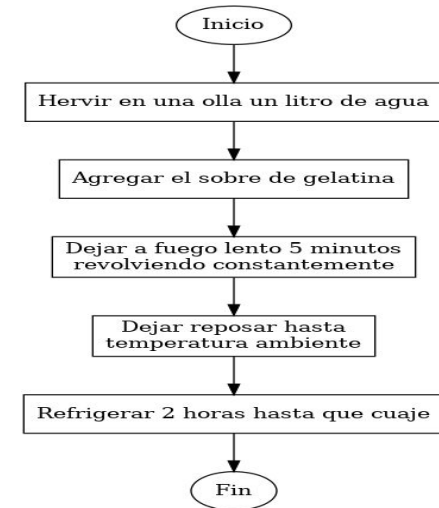 Inicio
Hervir en una olla un litro de agua
Agregar el sobre de gelatina
Dejar a fuego lento 5 minutos
revolviendo constantemente
Dejar reposar hasta
temperatura ambiente
Refrigerar 2 horas hasta que cuaje
Fin